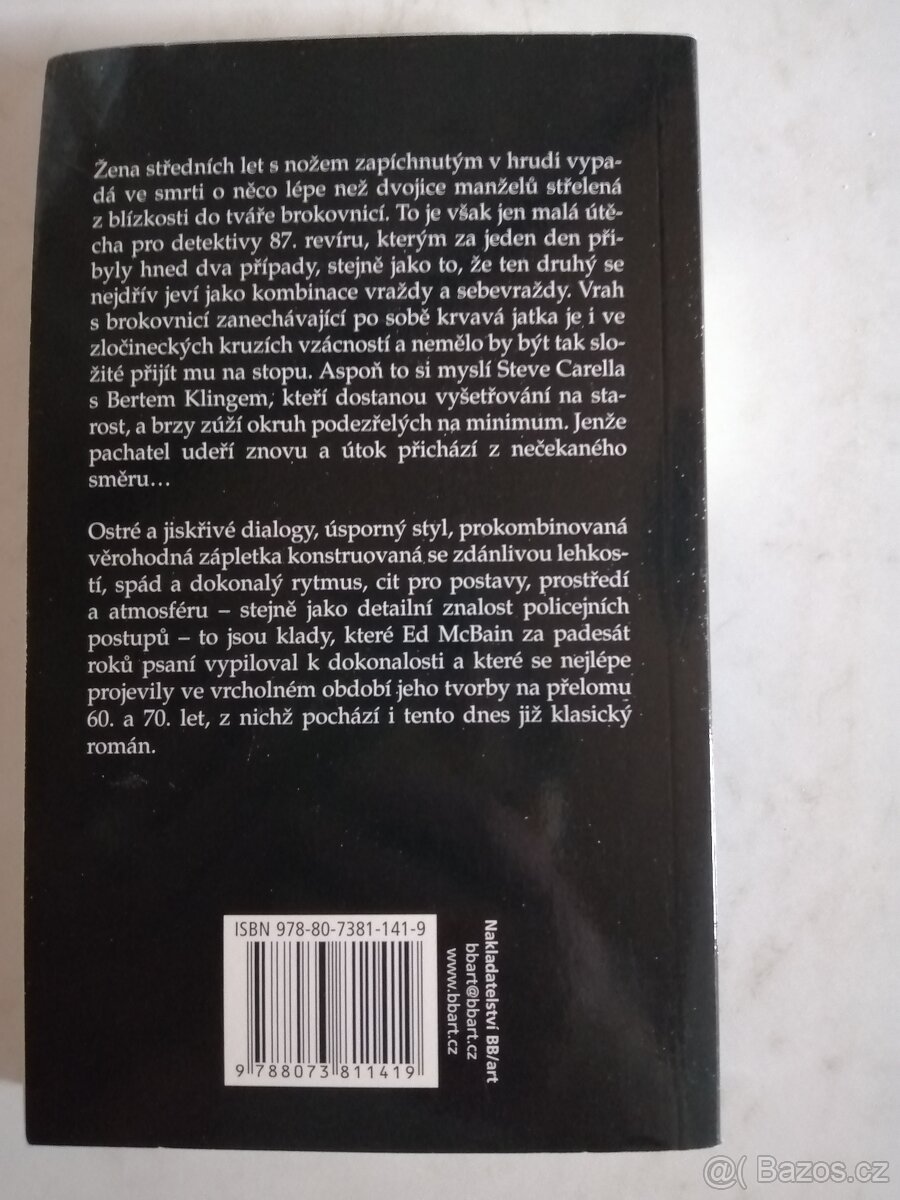 Žena středních let s nožem zapíchnutým v hrudi vypa-
dá ve smrti o něco lépe než dvojice manželů střelená
z blízkosti do tváře brokovnicí. To je však jen malá útě-
cha pro detektivy 87. revíru, kterým za jeden den při-
byly hned dva případy, stejně jako to, že ten druhý se
nejdřív jeví jako kombinace vraždy a sebevraždy. Vrah
s brokovnicí zanechávající po sobě krvavá jatka je i ve
zločineckých kruzích vzácností a nemělo by být tak slo-
žité přijít mu na stopu. Aspoň to si myslí Steve Carella
s Bertem Klingem, kteří dostanou vyšetřování na sta-
rost, a brzy zúží okruh podezřelých na minimum. Jenže
pachatel udeří znovu a útok přichází z nečekaného
směru…
Ostré a jiskřivé dialogy, úsporný styl, prokombinovaná
věrohodná zápletka konstruovaná se zdánlivou lehkos-
tí, spád a dokonalý rytmus, cit pro postavy, prostředí
a atmosféru – stejně jako detailní znalost policejních
postupů – to jsou klady, které Ed McBain za padesát
roků psaní vypiloval k dokonalosti a které se nejlépe
projevily ve vrcholném období jeho tvorby na přelomu
60. a 70. let, z nichž pochází i tento dnes již klasický
román.
ISBN 978-80-7381-141-9
9 788073 811419
Nakladatelství BB/art
bbart@bbart.cz
www.bbart.cz
@( Bazos.cz